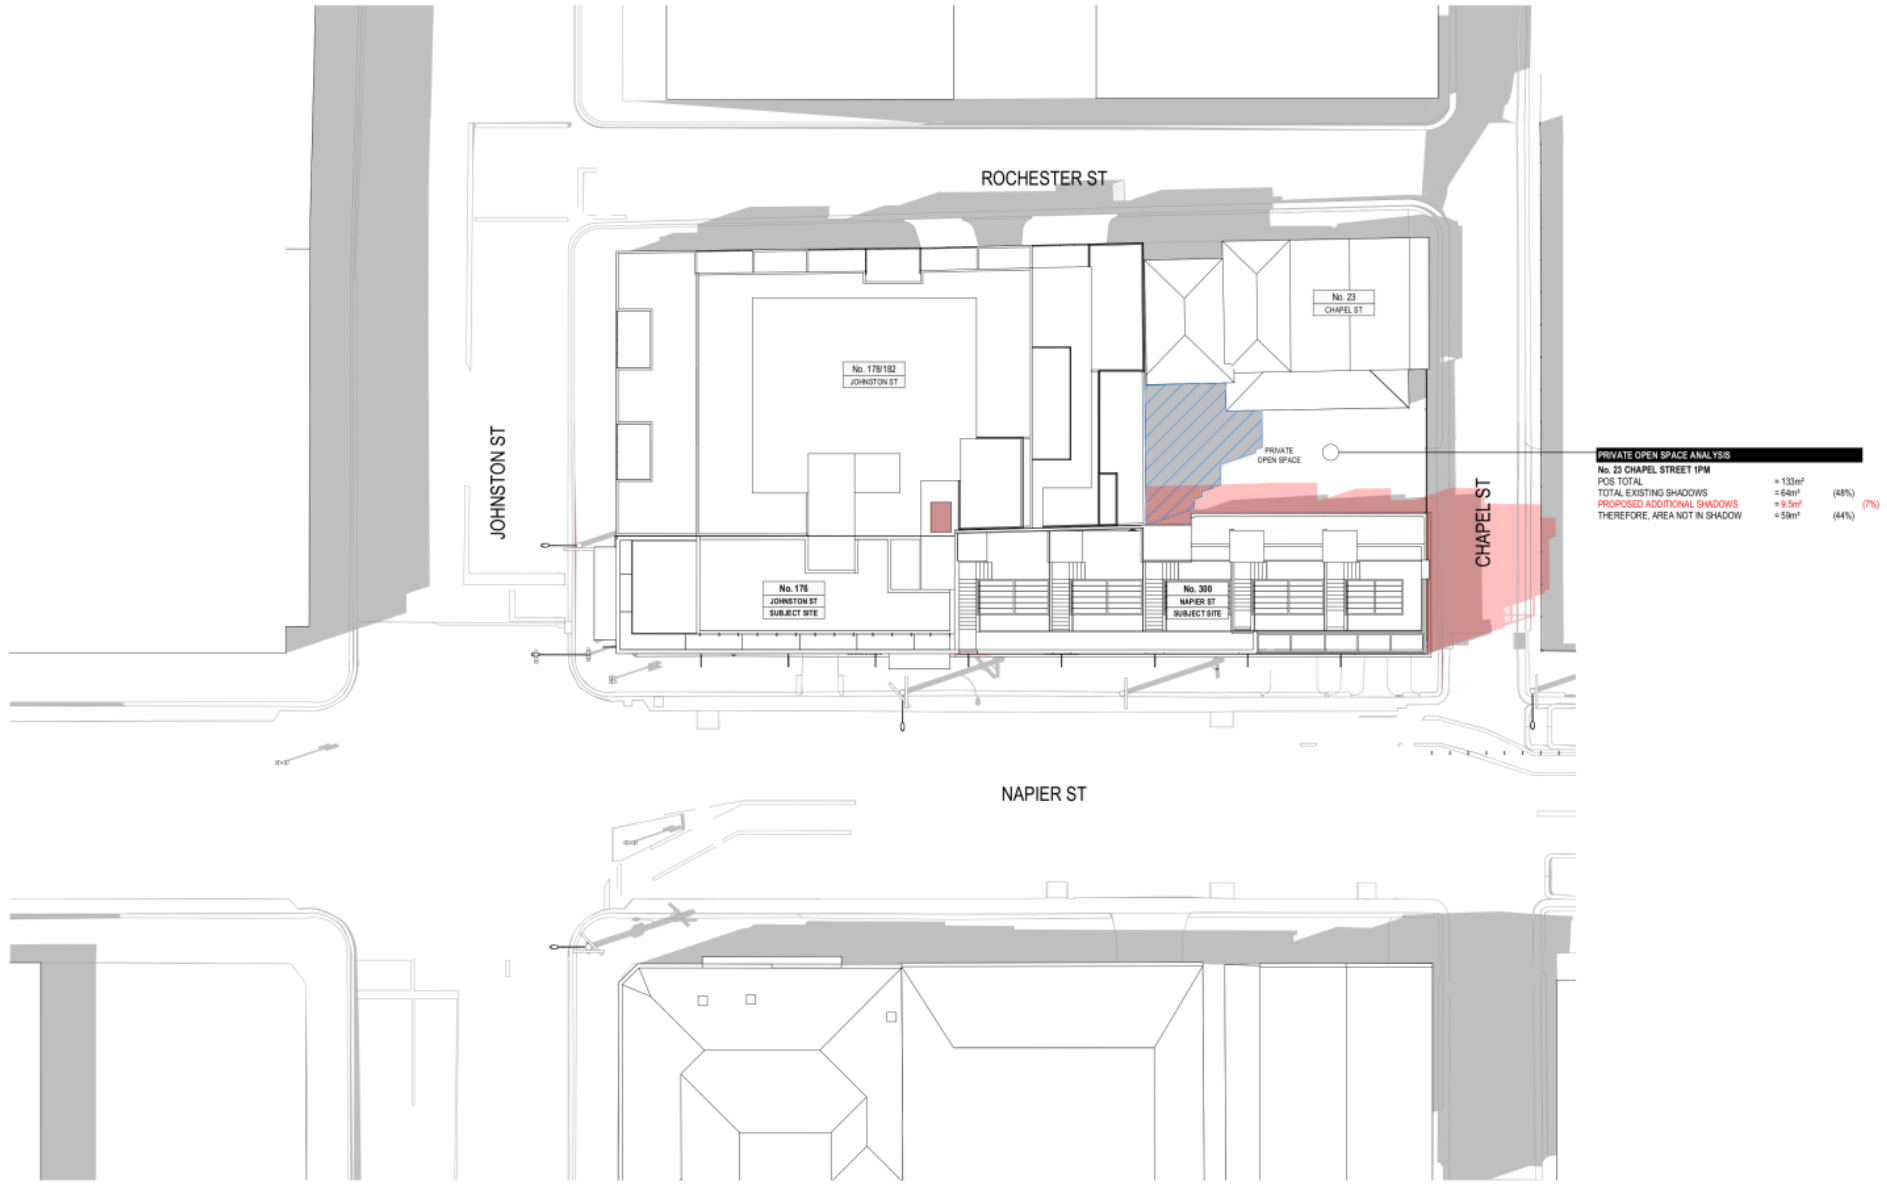 ROCHESTER ST
No. 23
CHAPEL ST
No. 178/182
JOHNSTON ST
JOHNSTON ST
PRIVATE
OPEN SPACE
CHAPEL ST
PRIVATE OPEN SPACE ANALYSIS
No. 23 CHAPEL STREET 1PM
POS TOTAL = 133m²
TOTAL EXISTING SHADOWS = 64m² (48%)
PROPOSED ADDITIONAL SHADOWS = 9.5m² (7%)
THEREFORE, AREA NOT IN SHADOW = 59m² (44%)
No. 176
JOHNSTON ST
SUBJECT SITE
No. 300
NAPIER ST
SUBJECT SITE
NAPIER ST